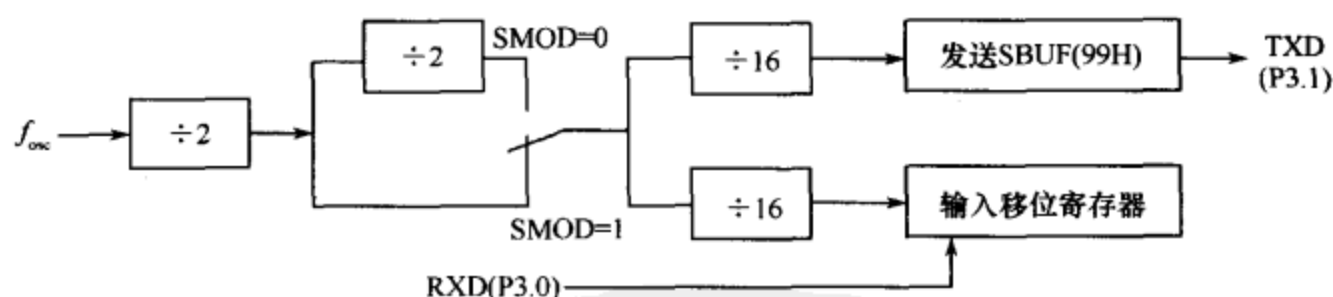 ÷2
SMOD=0
÷16
发送SBUF(99H)
TXD
(P3.1)
fosc
÷2
SMOD=1
÷16
输入移位寄存器
RXD(P3.0)